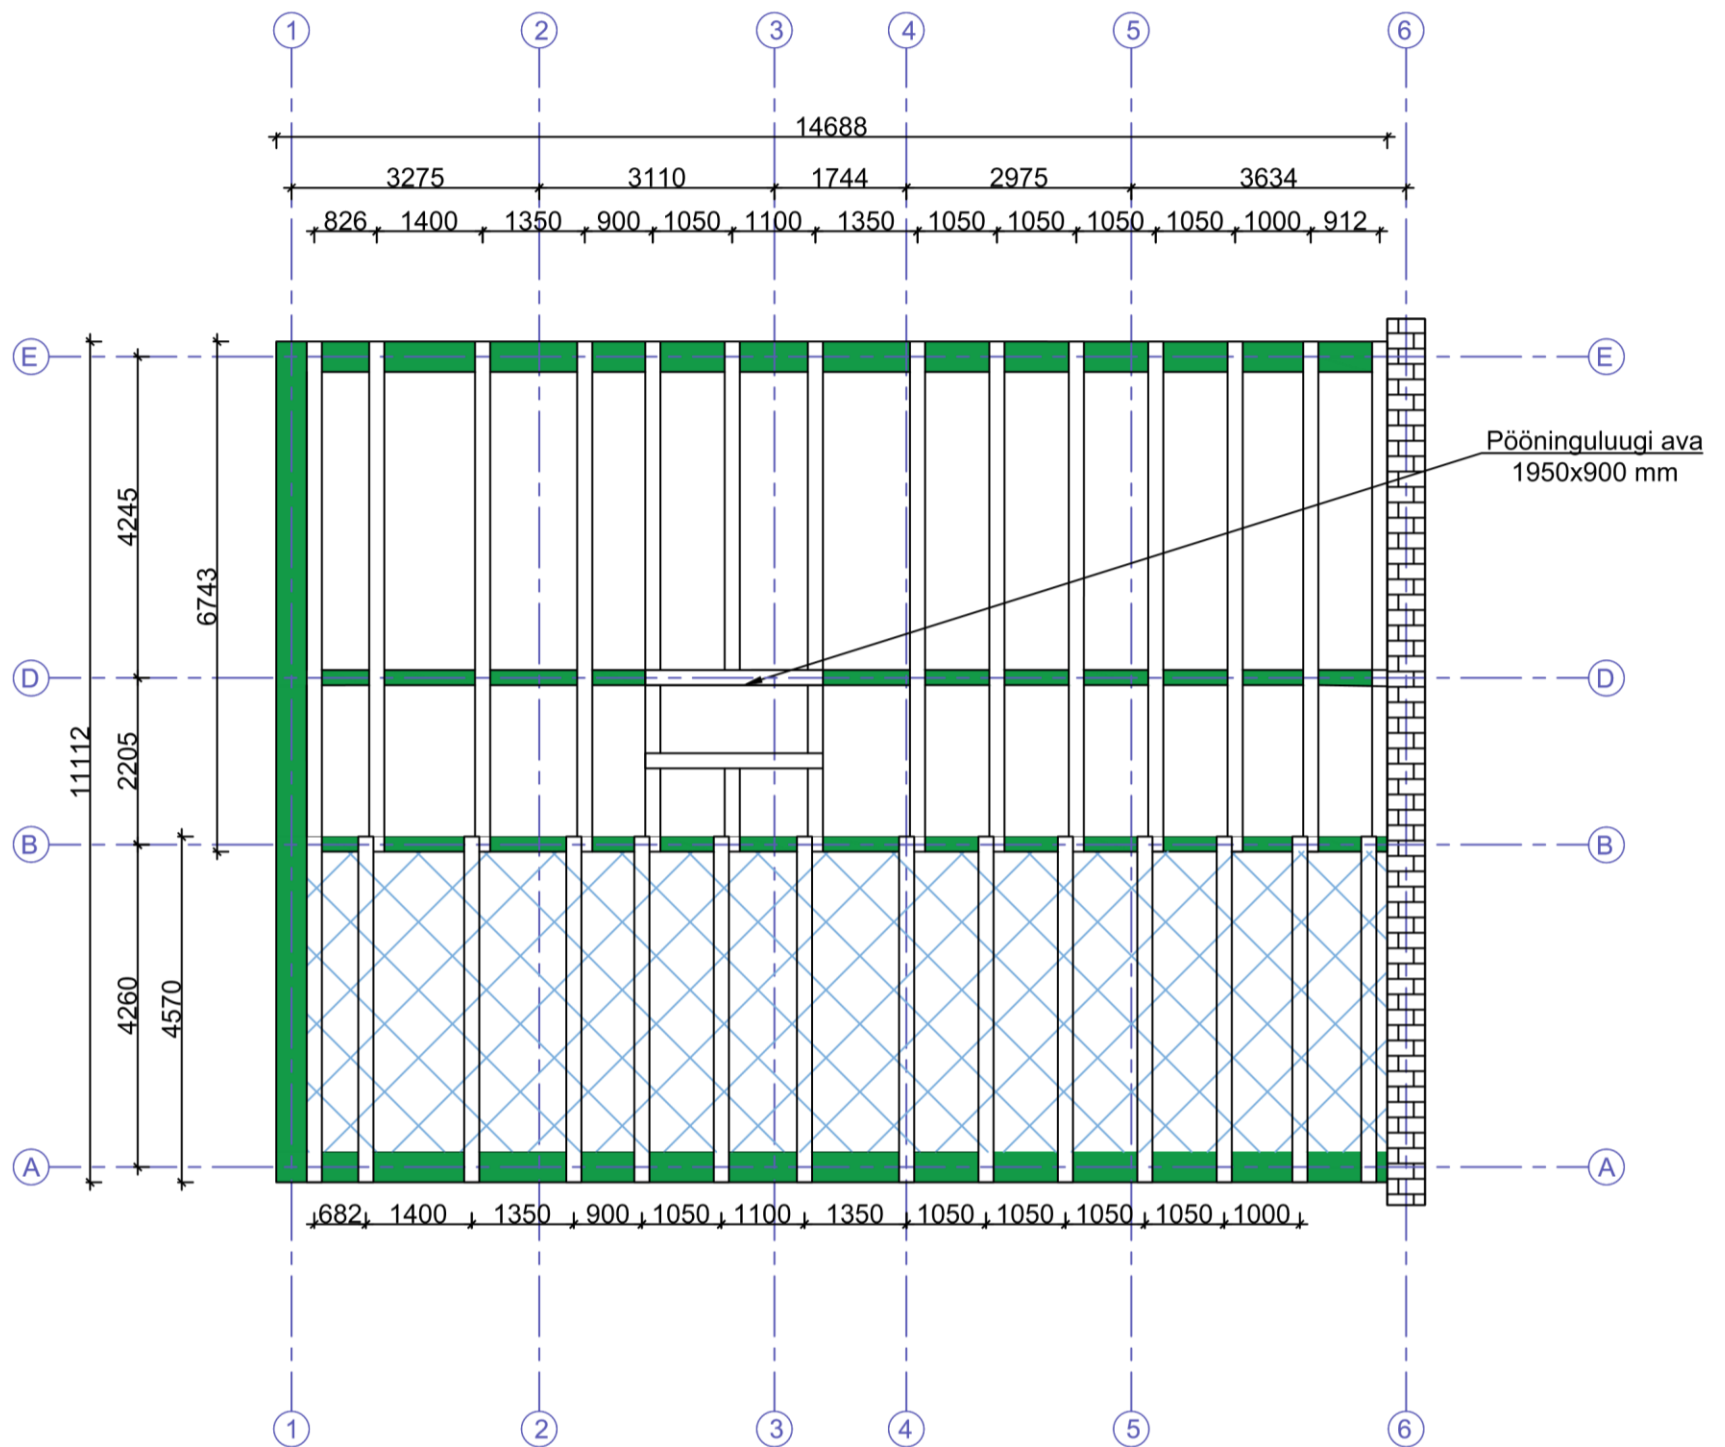 1 2 3 4 5 6
14688
3275 3110 1744 2975 3634
826 1400 1350 900 1050 1100 1350 1050 1050 1050 1050 1000 912
E E
Pööninguluugi ava
1950x900 mm
4245
6743
D D
11112
2205
B B
4260
4570
A A
682 1400 1350 900 1050 1100 1350 1050 1050 1050 1050 1000
1 2 3 4 5 6